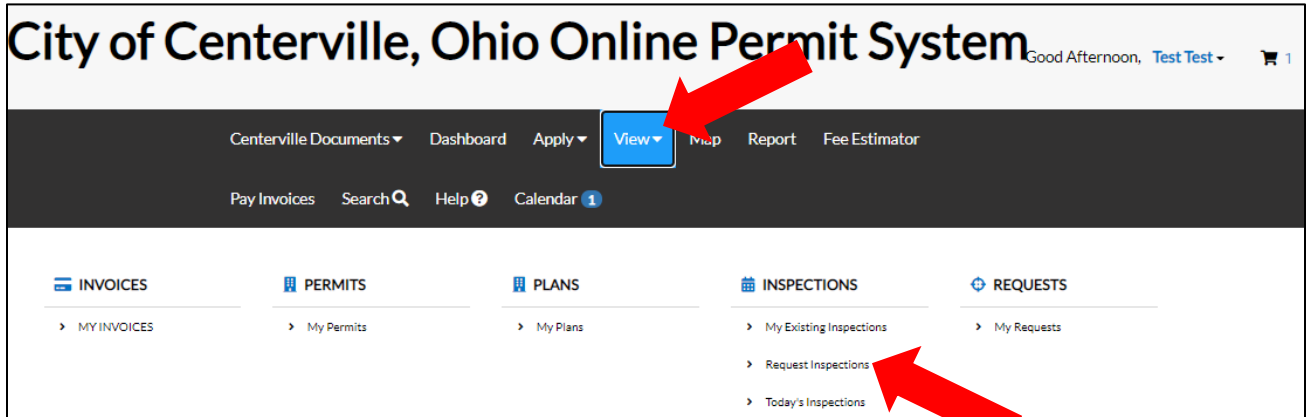 City of Centerville, Ohio Online Permit System
Good Afternoon, Test Test 1
Centerville Documents Dashboard Apply View Map Report Fee Estimator
Pay Invoices Search Help ? Calendar 1
INVOICES PERMITS PLANS INSPECTIONS REQUESTS
MY INVOICES My Permits My Plans My Existing Inspections My Requests
Request Inspections
Today's Inspections